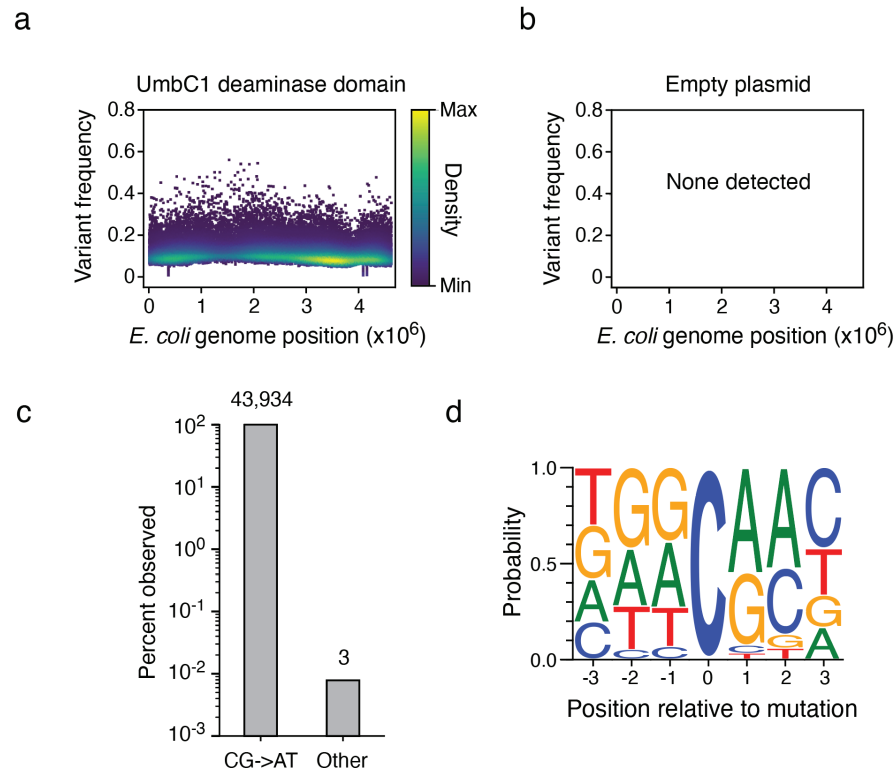 a
UmbC1 deaminase domain
Variant frequency
0.8
0.6
0.4
0.2
0
0 1 2 3 4
E. coli genome position (x10⁶)
Max
Density
Min
b
Empty plasmid
Variant frequency
0.8
0.6
0.4
0.2
0
None detected
0 1 2 3 4
E. coli genome position (x10⁶)
c
Percent observed
10²
10¹
10⁰
10⁻¹
10⁻²
10⁻³
43,934
3
CG->AT Other
d
Probability
1.0
0.5
0.0
T G G C A A C
G A A G C T
A T T C G G
C C C T T A
-3 -2 -1 0 1 2 3
Position relative to mutation